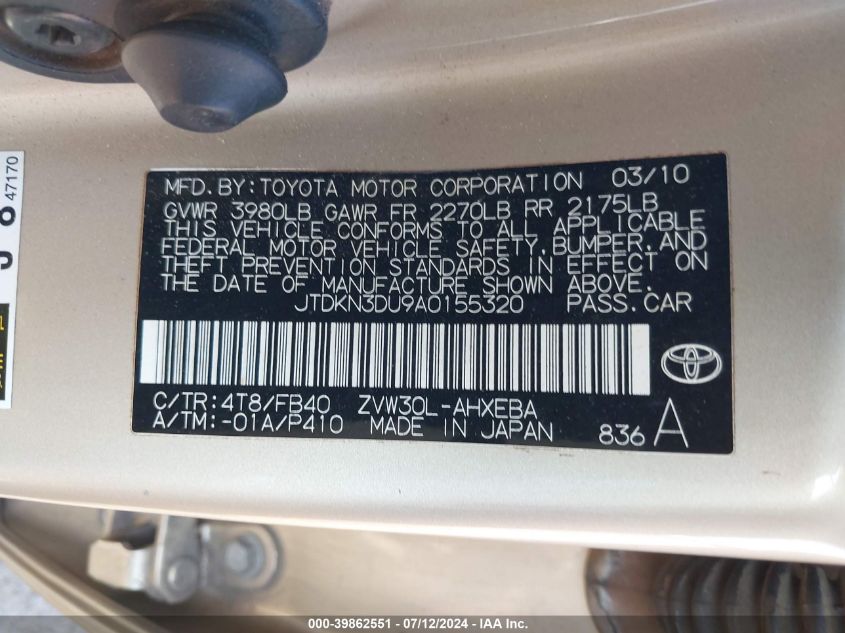 MFD. BY: TOYOTA MOTOR CORPORATION 03/10
GVWR 3980LB GAWR FR 2270LB RR 2175LB
THIS VEHICLE CONFORMS TO ALL APPLICABLE
FEDERAL MOTOR VEHICLE SAFETY, BUMPER, AND
THEFT PREVENTION STANDARDS IN EFFECT ON
THE DATE OF MANUFACTURE SHOWN ABOVE.
JTDKN3DU9A0155320 PASS. CAR
C/TR: 4T8/FB40 ZVW30L-AHXEBA
A/TM: -01A/P410 MADE IN JAPAN 836 A
47170
000-39862551 / 07/12/2024 - IAA Inc.